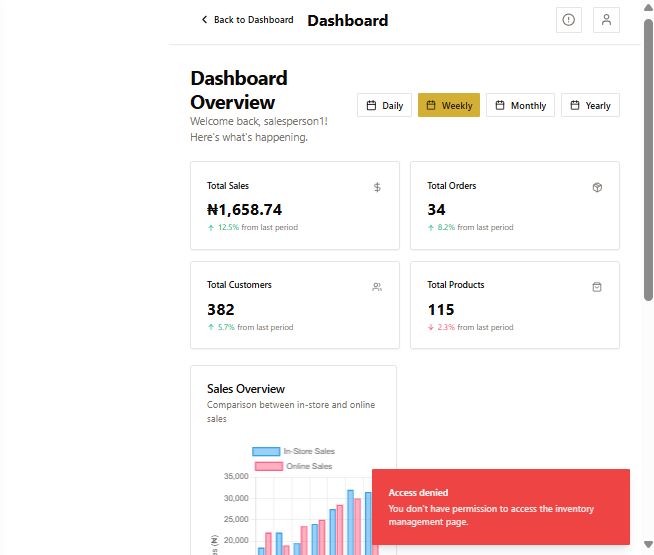 Back to Dashboard Dashboard
Dashboard
Overview
Welcome back, salesperson1!
Here's what's happening.
Daily Weekly Monthly Yearly
Total Sales
₦1,658.74
↑ 12.5% from last period
Total Orders
34
↑ 8.2% from last period
Total Customers
382
↑ 5.7% from last period
Total Products
115
↓ 2.3% from last period
Sales Overview
Comparison between in-store and online
sales
In-Store Sales
Online Sales
35,000
30,000
25,000
20,000
Access denied
You don't have permission to access the inventory
management page.